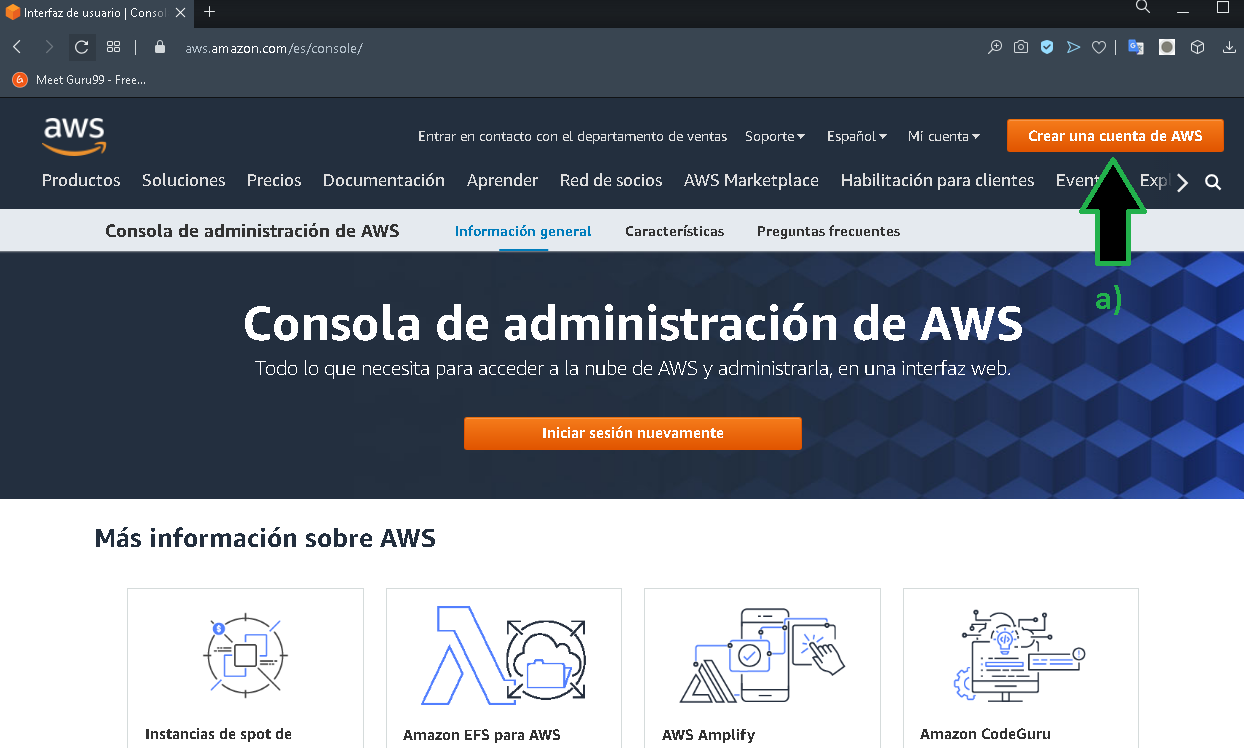 Interfaz de usuario | Consol
aws.amazon.com/es/console/
Meet Guru99 - Free...
aws
Entrar en contacto con el departamento de ventas Soporte Español Mi cuenta Crear una cuenta de AWS
Productos Soluciones Precios Documentación Aprender Red de socios AWS Marketplace Habilitación para clientes Event Expl
Consola de administración de AWS Información general Características Preguntas frecuentes
a)
Consola de administración de AWS
Todo lo que necesita para acceder a la nube de AWS y administrarla, en una interfaz web.
Iniciar sesión nuevamente
Más información sobre AWS
Instancias de spot de Amazon EFS para AWS AWS Amplify Amazon CodeGuru